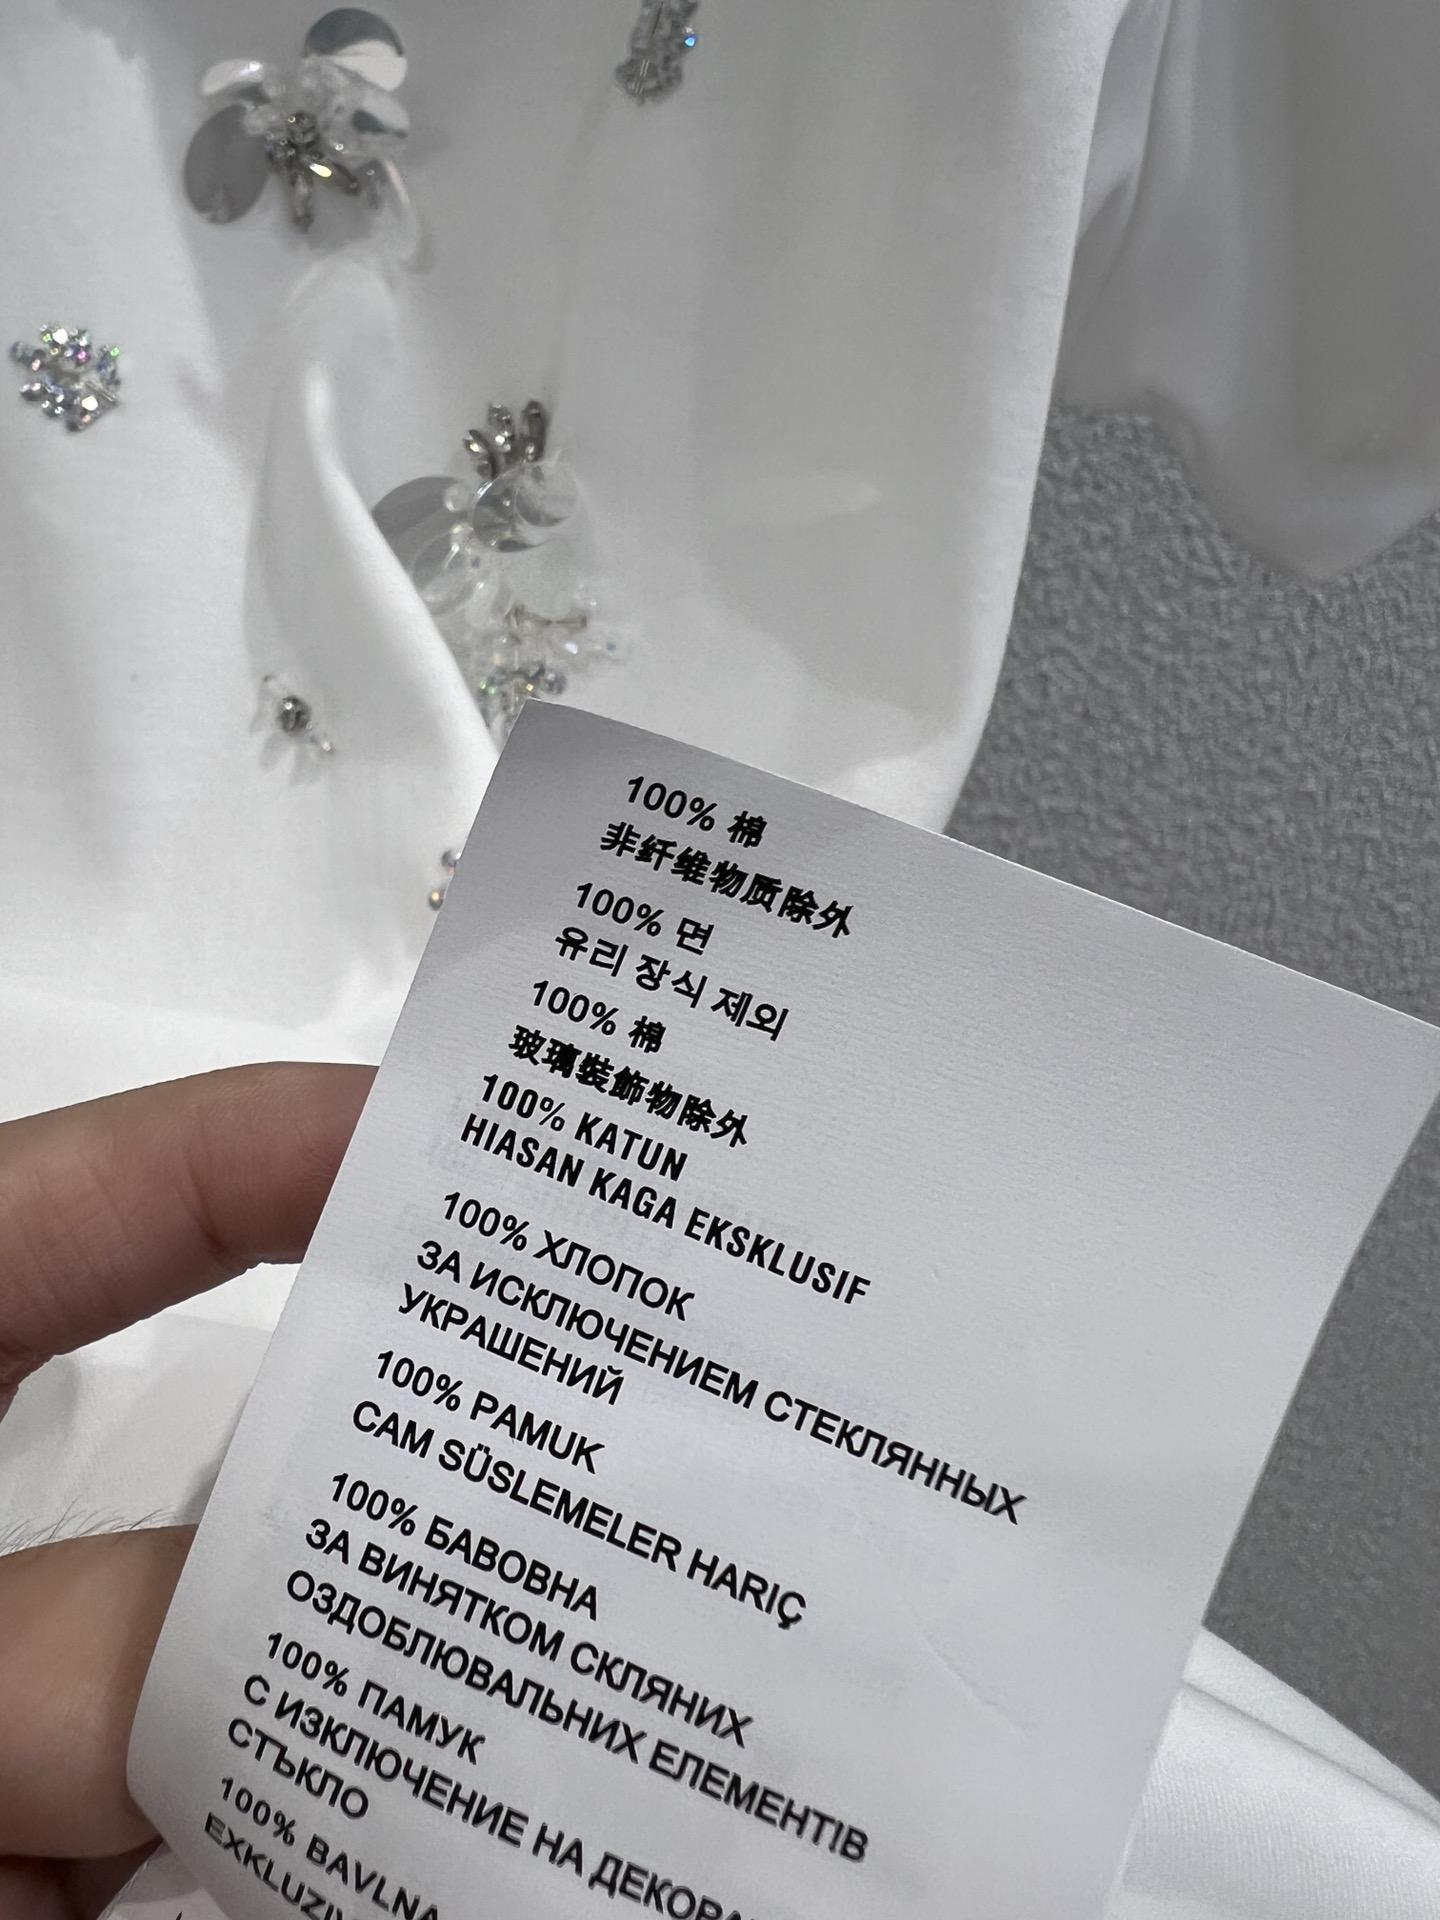 100% 棉
非纤维物质除外
100% 면
유리 장식 제외
100% 棉
玻璃裝飾物除外
100% KATUN
HIASAN KAGA EKSKLUSIF
100% ХЛОПОК
ЗА ИСКЛЮЧЕНИЕМ СТЕКЛЯННЫХ
УКРАШЕНИЙ
100% PAMUK
CAM SÜSLEMELER HARIÇ
100% БАВОВНА
ЗА ВИНЯТКОМ СКЛЯНИХ
ОЗДОБЛЮВАЛЬНИХ ЕЛЕМЕНТІВ
100% ПАМУК
С ИЗКЛЮЧЕНИЕ НА
СТЪКЛО
100% BAVLNA